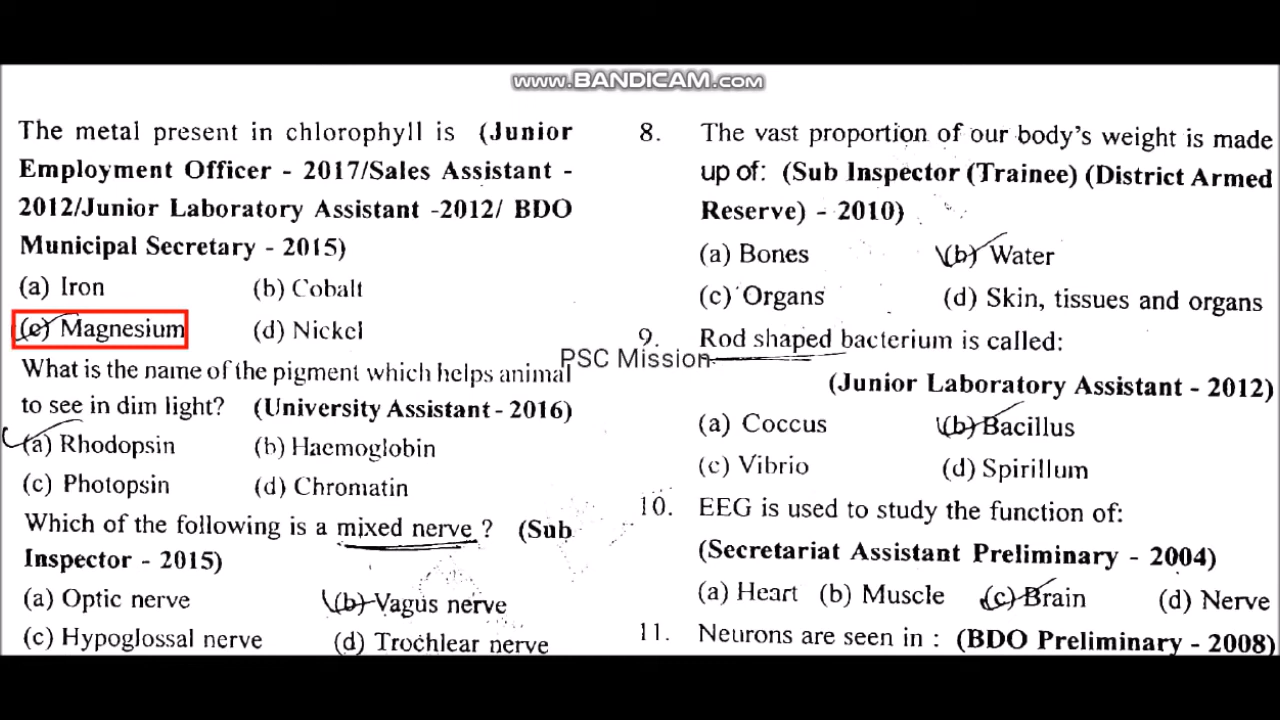 www.BANDICAM.com
The metal present in chlorophyll is (Junior
Employment Officer - 2017/Sales Assistant -
2012/Junior Laboratory Assistant -2012/ BDO
Municipal Secretary - 2015)
(a) Iron (b) Cobalt
(c) Magnesium (d) Nickel
What is the name of the pigment which helps animal
to see in dim light? (University Assistant - 2016)
(a) Rhodopsin (b) Haemoglobin
(c) Photopsin (d) Chromatin
Which of the following is a mixed nerve ? (Sub
Inspector - 2015)
(a) Optic nerve (b) Vagus nerve
(c) Hypoglossal nerve (d) Trochlear nerve
PSC Mission
8. The vast proportion of our body's weight is made
up of: (Sub Inspector (Trainee) (District Armed
Reserve) - 2010)
(a) Bones (b) Water
(c) Organs (d) Skin, tissues and organs
9. Rod shaped bacterium is called:
(Junior Laboratory Assistant - 2012)
(a) Coccus (b) Bacillus
(c) Vibrio (d) Spirillum
10. EEG is used to study the function of:
(Secretariat Assistant Preliminary - 2004)
(a) Heart (b) Muscle (c) Brain (d) Nerve
11. Neurons are seen in : (BDO Preliminary - 2008)